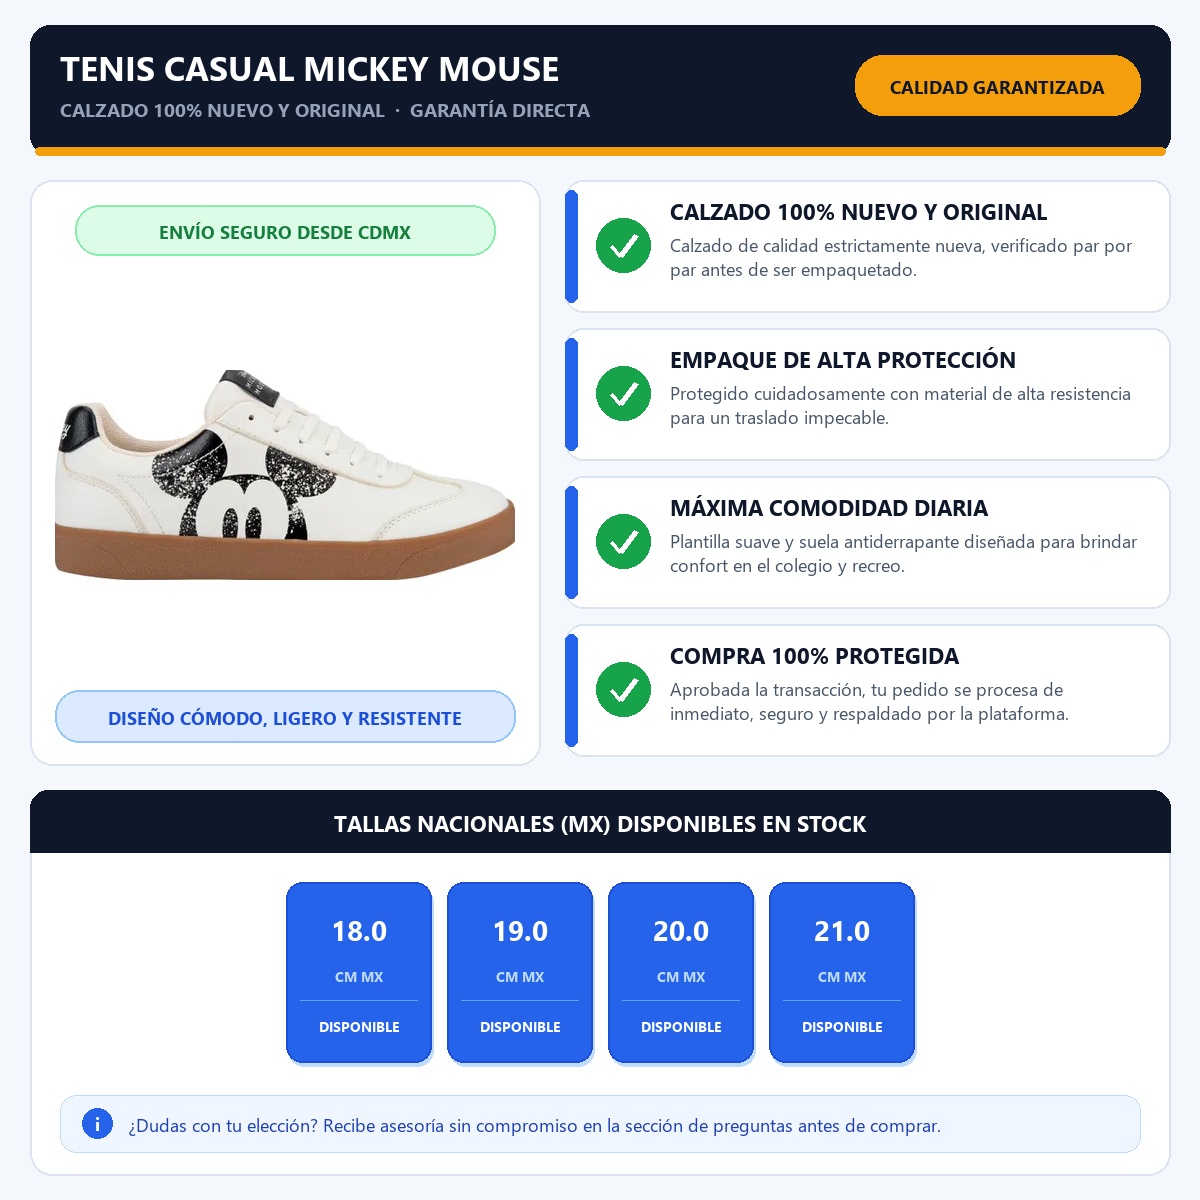 TENIS CASUAL MICKEY MOUSE
CALZADO 100% NUEVO Y ORIGINAL · GARANTÍA DIRECTA
CALIDAD GARANTIZADA
ENVÍO SEGURO DESDE CDMX
DISEÑO CÓMODO, LIGERO Y RESISTENTE
CALZADO 100% NUEVO Y ORIGINAL
Calzado de calidad estrictamente nueva, verificado par por
par antes de ser empaquetado.
EMPAQUE DE ALTA PROTECCIÓN
Protegido cuidadosamente con material de alta resistencia
para un traslado impecable.
MÁXIMA COMODIDAD DIARIA
Plantilla suave y suela antiderrapante diseñada para brindar
confort en el colegio y recreo.
COMPRA 100% PROTEGIDA
Aprobada la transacción, tu pedido se procesa de
inmediato, seguro y respaldado por la plataforma.
TALLAS NACIONALES (MX) DISPONIBLES EN STOCK
18.0
CM MX
DISPONIBLE
19.0
CM MX
DISPONIBLE
20.0
CM MX
DISPONIBLE
21.0
CM MX
DISPONIBLE
¿Dudas con tu elección? Recibe asesoría sin compromiso en la sección de preguntas antes de comprar.